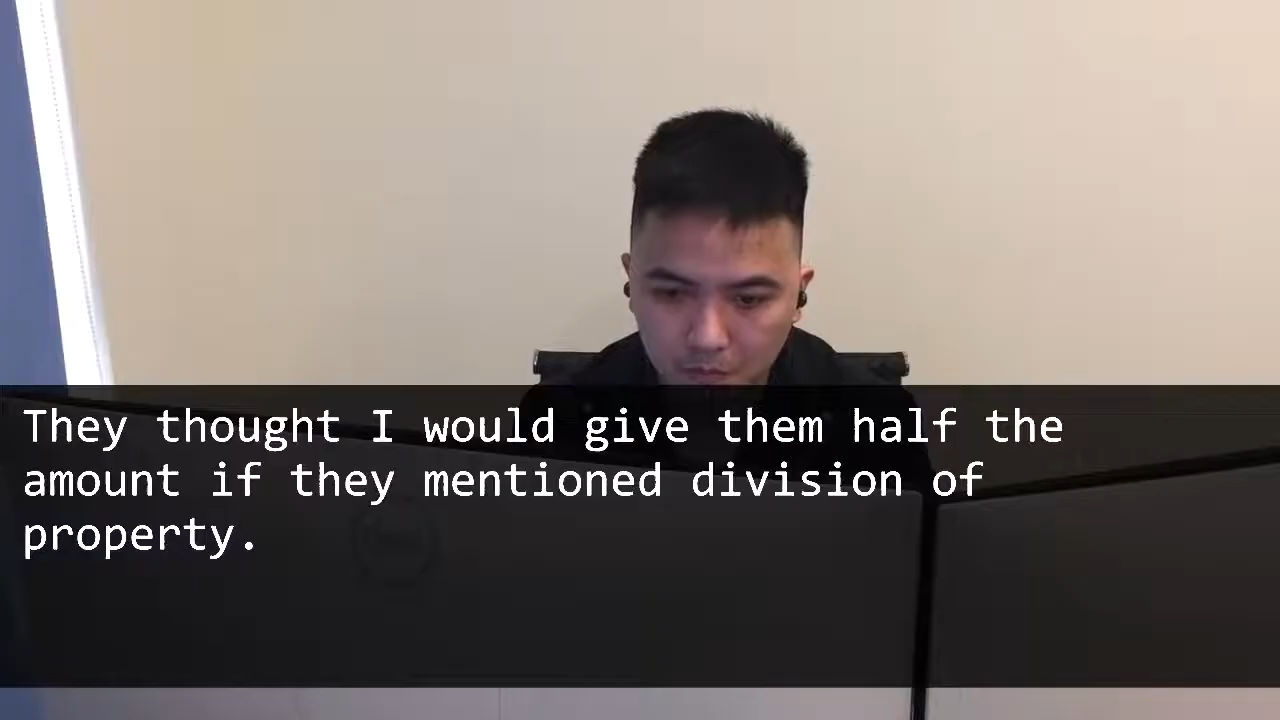 They thought I would give them half the
amount if they mentioned division of
property.